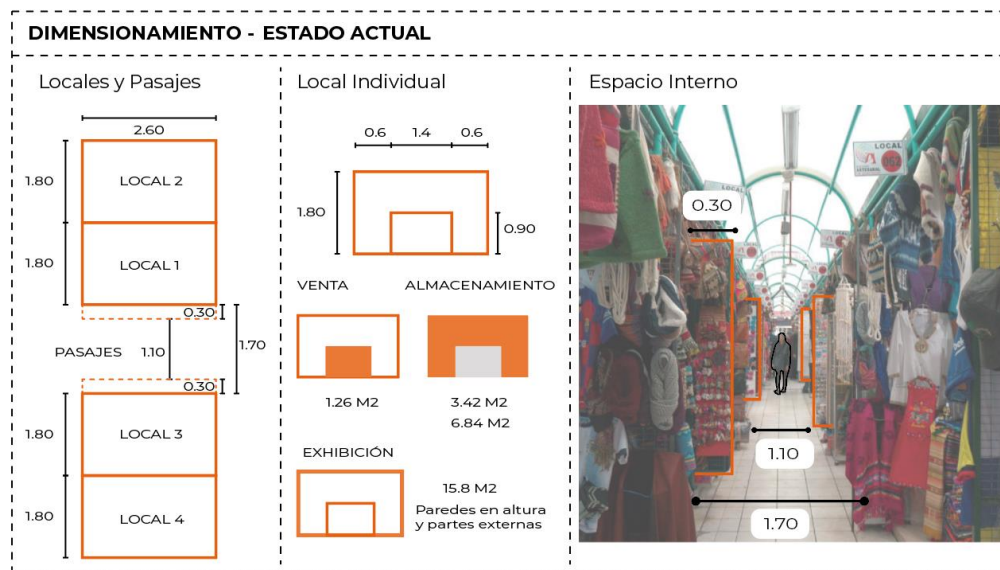 DIMENSIONAMIENTO - ESTADO ACTUAL
Locales y Pasajes
2.60
1.80
LOCAL 2
1.80
LOCAL 1
0.30
PASAJES
1.10
1.70
0.30
1.80
LOCAL 3
1.80
LOCAL 4
Local Individual
0.6
1.4
0.6
1.80
0.90
VENTA
ALMACENAMIENTO
1.26 M2
3.42 M2
6.84 M2
EXHIBICIÓN
15.8 M2
Paredes en altura
y partes externas
Espacio Interno
LOCAL
LOCAL
0.30
1.10
1.70